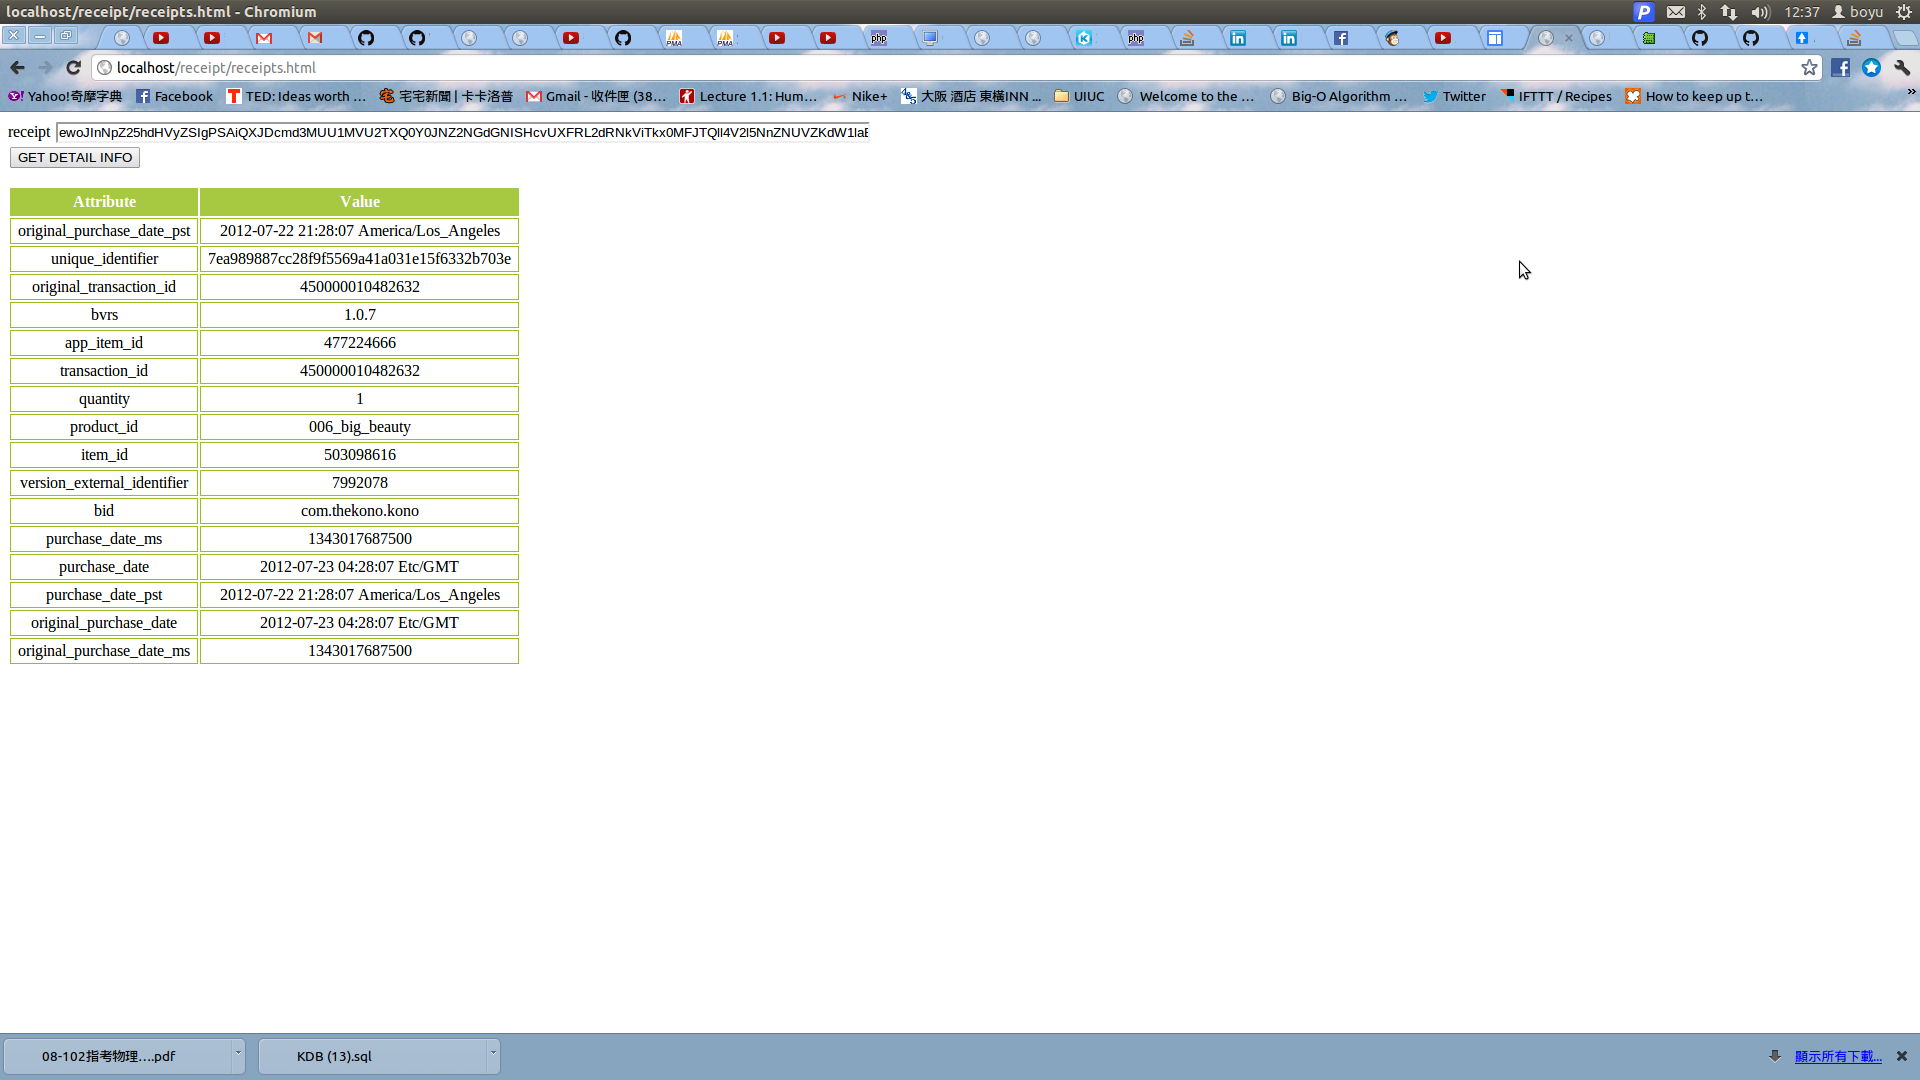 localhost/receipt/receipts.html - Chromium
12:37 boyu
localhost/receipt/receipts.html
Yahoo!奇摩字典 Facebook TED: Ideas worth ... 宅宅新聞 | 卡卡洛普 Gmail - 收件匣 (38... Lecture 1.1: Hum... Nike+ 大阪 酒店 東橫INN ... UIUC Welcome to the ... Big-O Algorithm ... Twitter IFTTT / Recipes How to keep up t... »
receipt
GET DETAIL INFO
Attribute Value
original_purchase_date_pst 2012-07-22 21:28:07 America/Los_Angeles
unique_identifier 7ea989887cc28f9f5569a41a031e15f6332b703e
original_transaction_id 450000010482632
bvrs 1.0.7
app_item_id 477224666
transaction_id 450000010482632
quantity 1
product_id 006_big_beauty
item_id 503098616
version_external_identifier 7992078
bid com.thekono.kono
purchase_date_ms 1343017687500
purchase_date 2012-07-23 04:28:07 Etc/GMT
purchase_date_pst 2012-07-22 21:28:07 America/Los_Angeles
original_purchase_date 2012-07-23 04:28:07 Etc/GMT
original_purchase_date_ms 1343017687500
08-102指考物理....pdf KDB (13).sql 顯示所有下載...